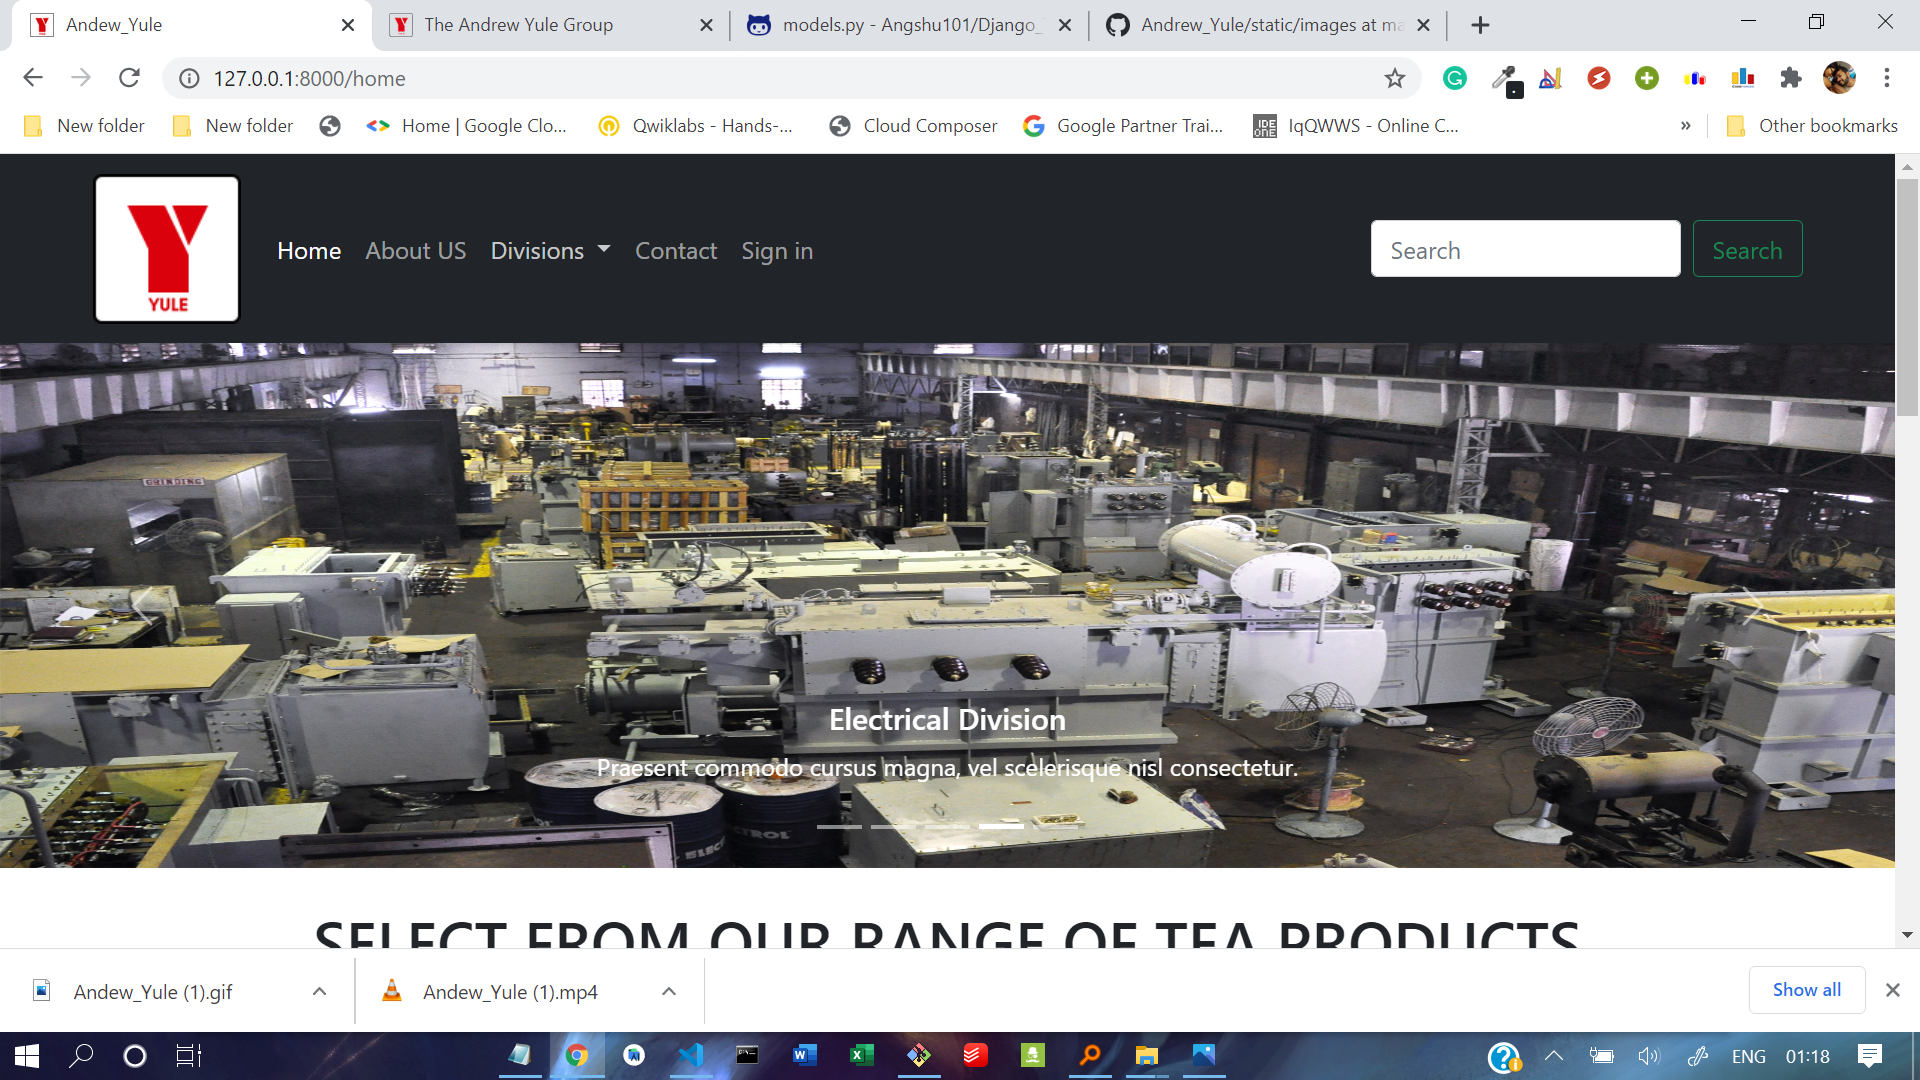 Andew_Yule
The Andrew Yule Group
models.py - Angshu101/Django_
Andrew_Yule/static/images at ma
127.0.0.1:8000/home
New folder
New folder
Home | Google Clo...
Qwiklabs - Hands-...
Cloud Composer
Google Partner Trai...
IDE ONE
IqQWWS - Online C...
»
Other bookmarks
YULE
Home
About US
Divisions
Contact
Sign in
Search
Search
GRINDING
Electrical Division
Praesent commodo cursus magna, vel scelerisque nisl consectetur.
SELECT FROM OUR RANGE OF TEA PRODUCTS
Andew_Yule (1).gif
Andew_Yule (1).mp4
Show all
ENG
01:18